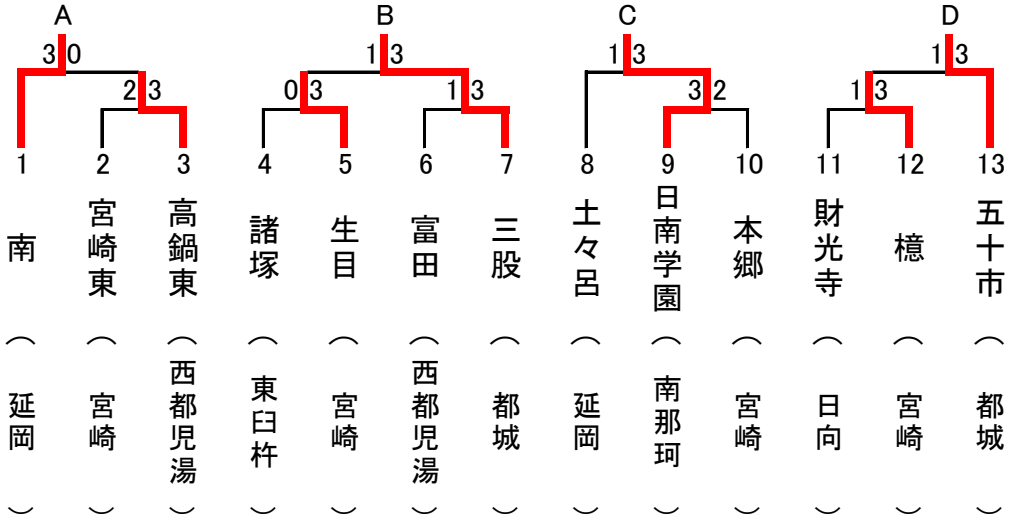 A B C D
3 0 1 3 1 3 1 3
2 3 0 3 1 3 3 2 1 3
1 2 3 4 5 6 7 8 9 10 11 12 13
南
（延岡）
宮崎東
（宮崎）
高鍋東
（西都児湯）
諸塚
（東臼杵）
生目
（宮崎）
富田
（西都児湯）
三股
（都城）
土々呂
（延岡）
日南学園
（南那珂）
本郷
（宮崎）
財光寺
（日向）
檍
（宮崎）
五十市
（都城）